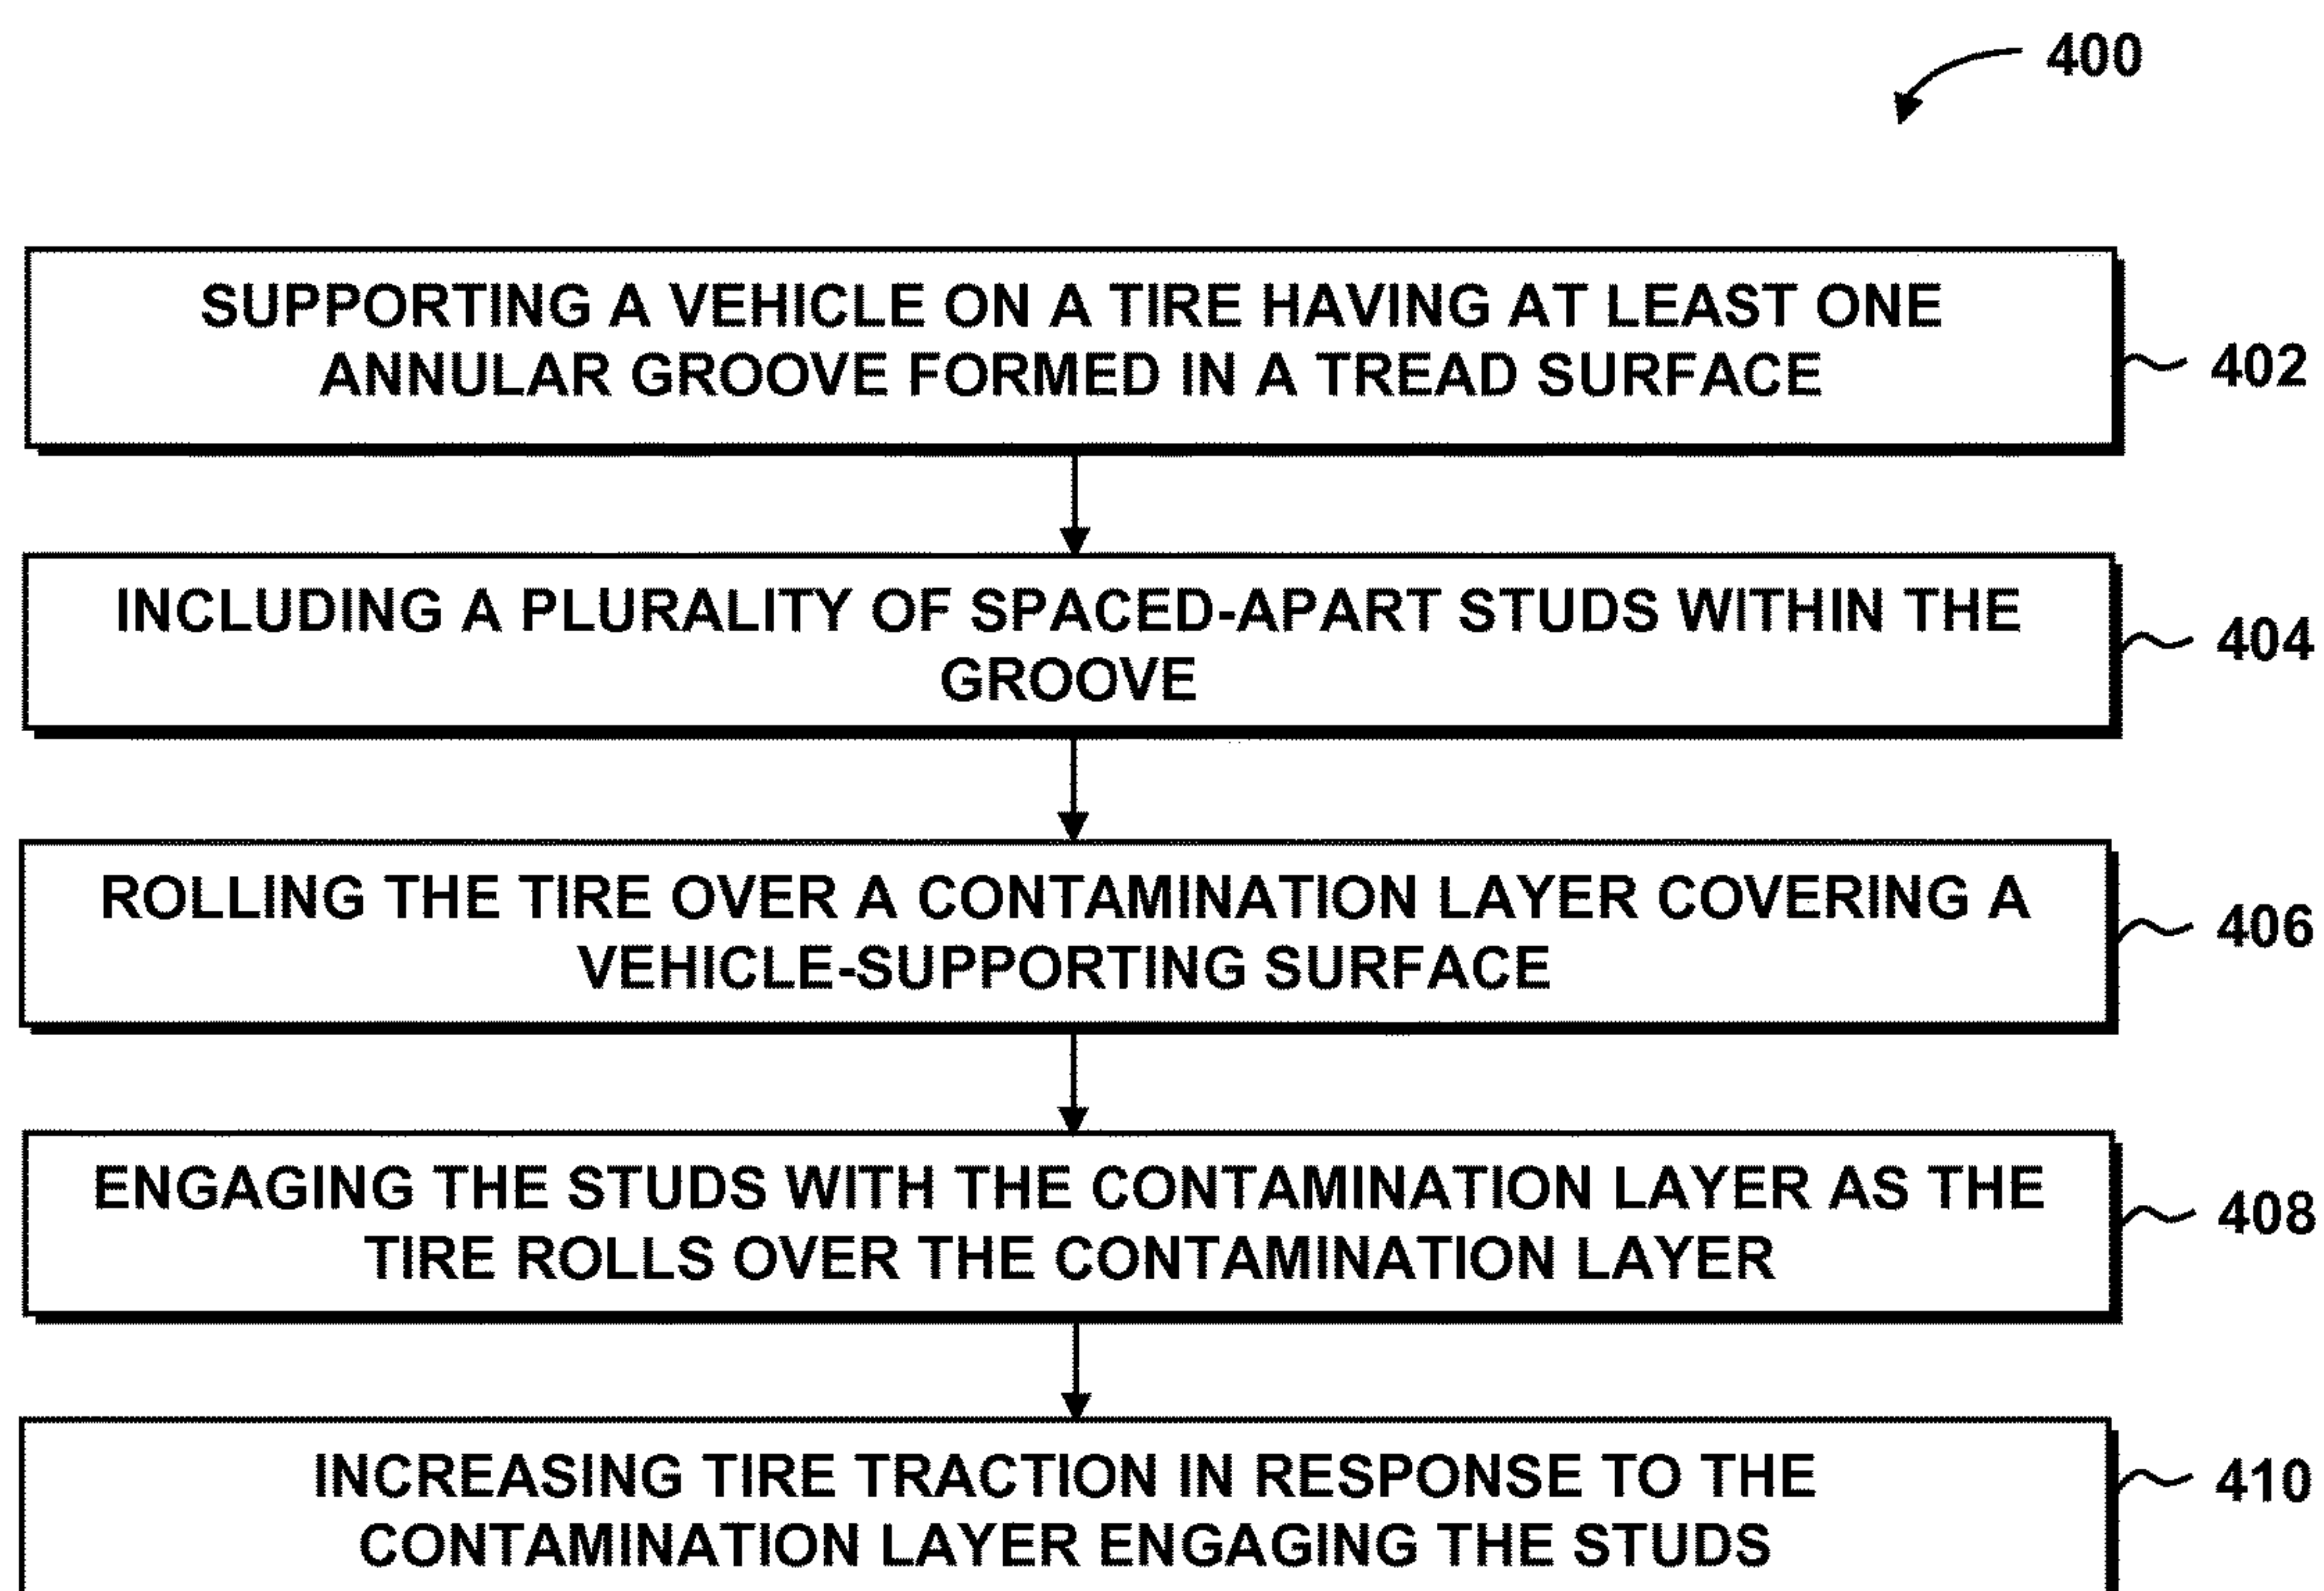 400
SUPPORTING A VEHICLE ON A TIRE HAVING AT LEAST ONE
ANNULAR GROOVE FORMED IN A TREAD SURFACE
402
INCLUDING A PLURALITY OF SPACED-APART STUDS WITHIN THE
GROOVE
404
ROLLING THE TIRE OVER A CONTAMINATION LAYER COVERING A
VEHICLE-SUPPORTING SURFACE
406
ENGAGING THE STUDS WITH THE CONTAMINATION LAYER AS THE
TIRE ROLLS OVER THE CONTAMINATION LAYER
408
INCREASING TIRE TRACTION IN RESPONSE TO THE
CONTAMINATION LAYER ENGAGING THE STUDS
410